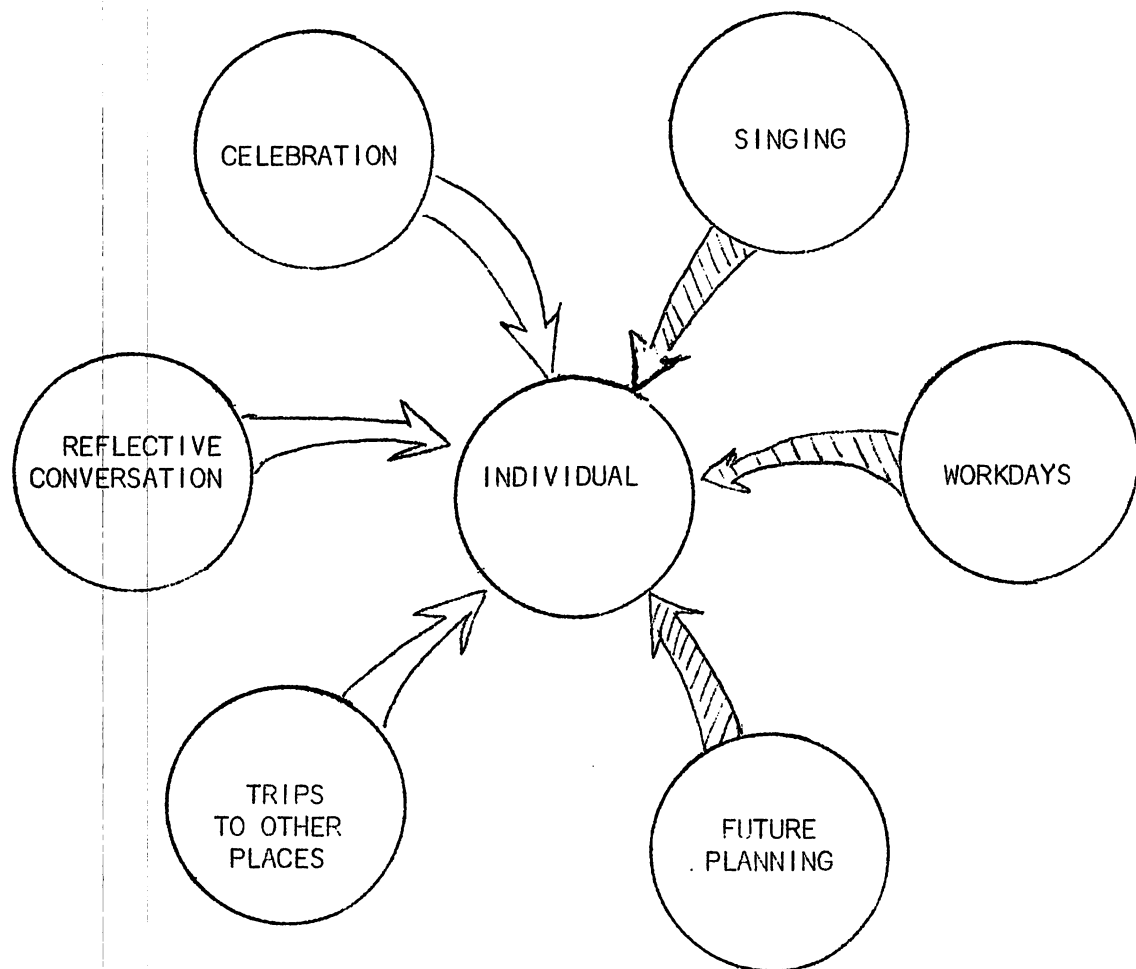 CELEBRATION
SINGING
REFLECTIVE
CONVERSATION
INDIVIDUAL
WORKDAYS
TRIPS
TO OTHER
PLACES
FUTURE
PLANNING